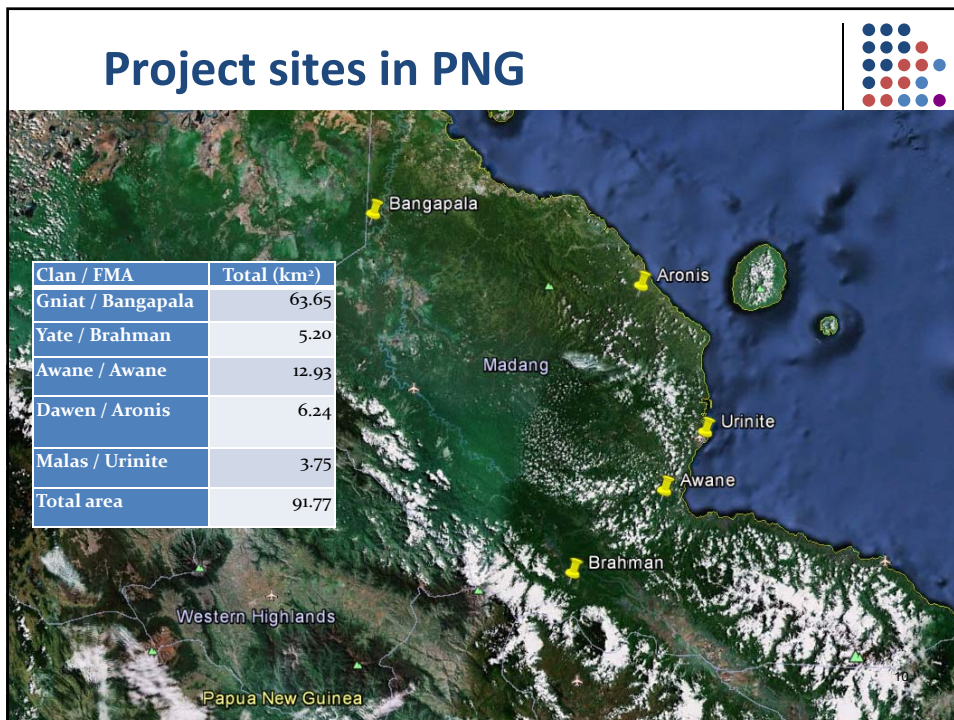 Project sites in PNG
Bangapala
Aronis
Clan / FMA Total (km²)
Gniat / Bangapala 63.65
Yate / Brahman 5.20
Awane / Awane 12.93
Dawen / Aronis 6.24
Malas / Urinite 3.75
Total area 91.77
Madang
Urinite
Awane
Brahman
Western Highlands
Papua New Guinea
10